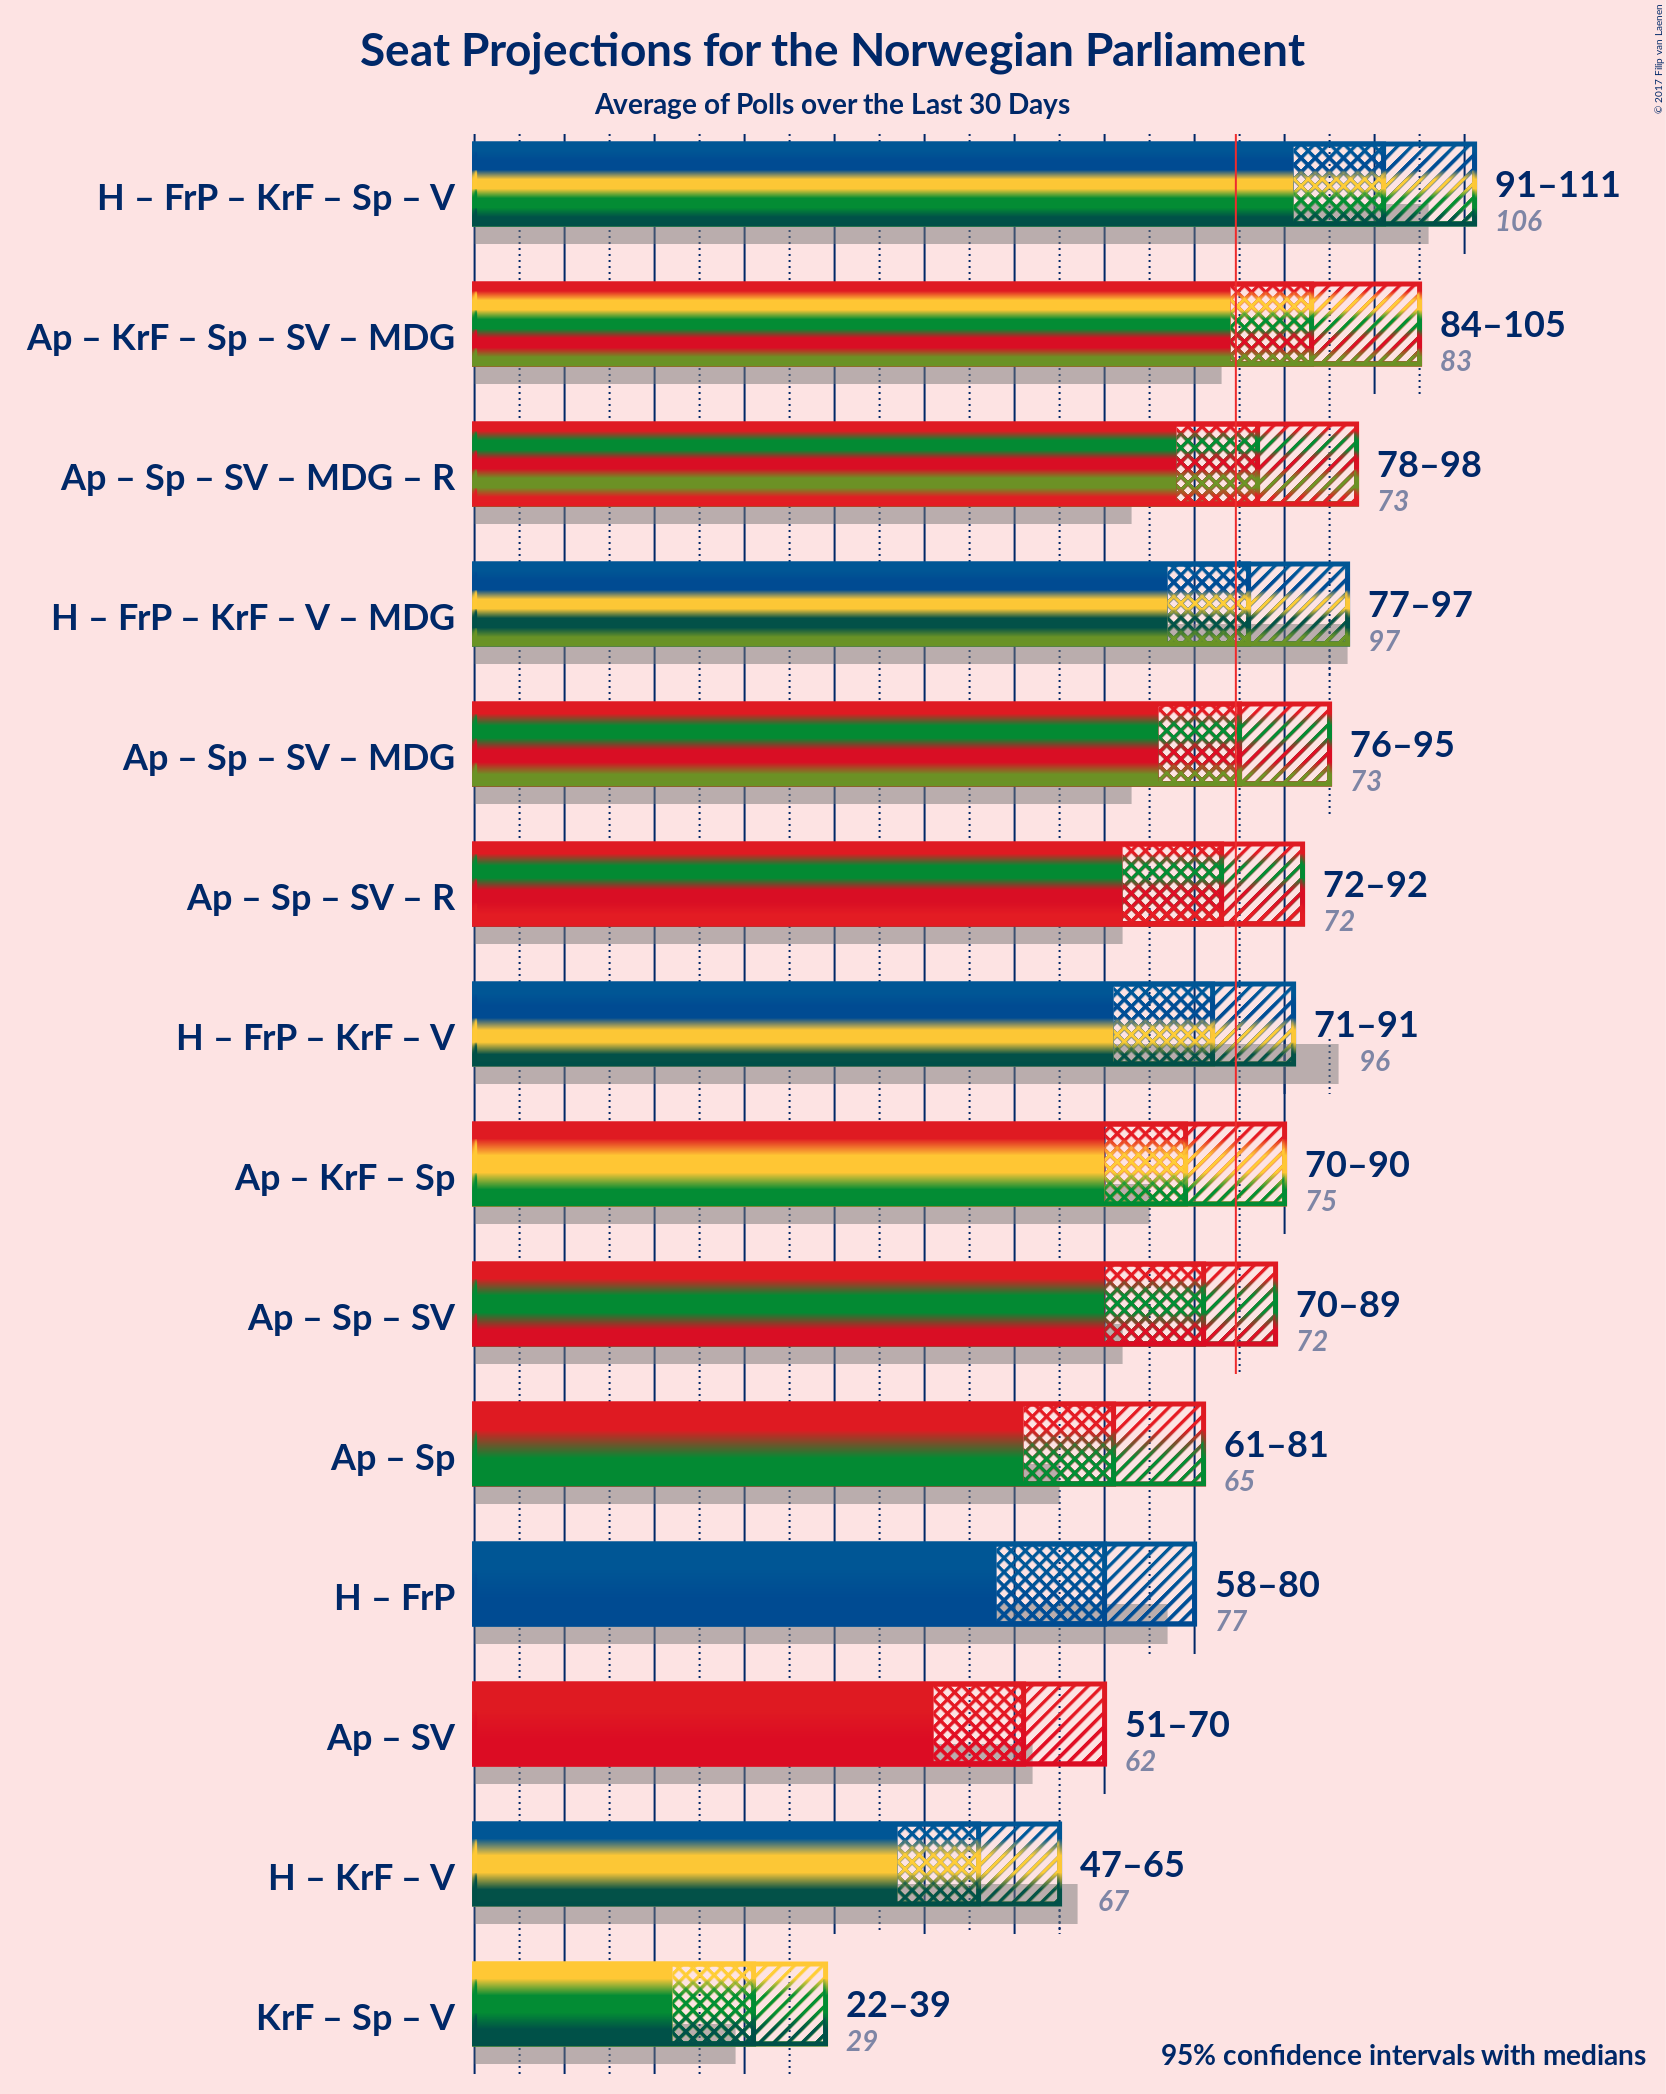 Seat Projections for the Norwegian Parliament
Average of Polls over the Last 30 Days
© 2017 Filip van Laenen
H – FrP – KrF – Sp – V
91–111
106
Ap – KrF – Sp – SV – MDG
84–105
83
Ap – Sp – SV – MDG – R
78–98
73
H – FrP – KrF – V – MDG
77–97
97
Ap – Sp – SV – MDG
76–95
73
Ap – Sp – SV – R
72–92
72
H – FrP – KrF – V
71–91
96
Ap – KrF – Sp
70–90
75
Ap – Sp – SV
70–89
72
Ap – Sp
61–81
65
H – FrP
58–80
77
Ap – SV
51–70
62
H – KrF – V
47–65
67
KrF – Sp – V
22–39
29
95% confidence intervals with medians